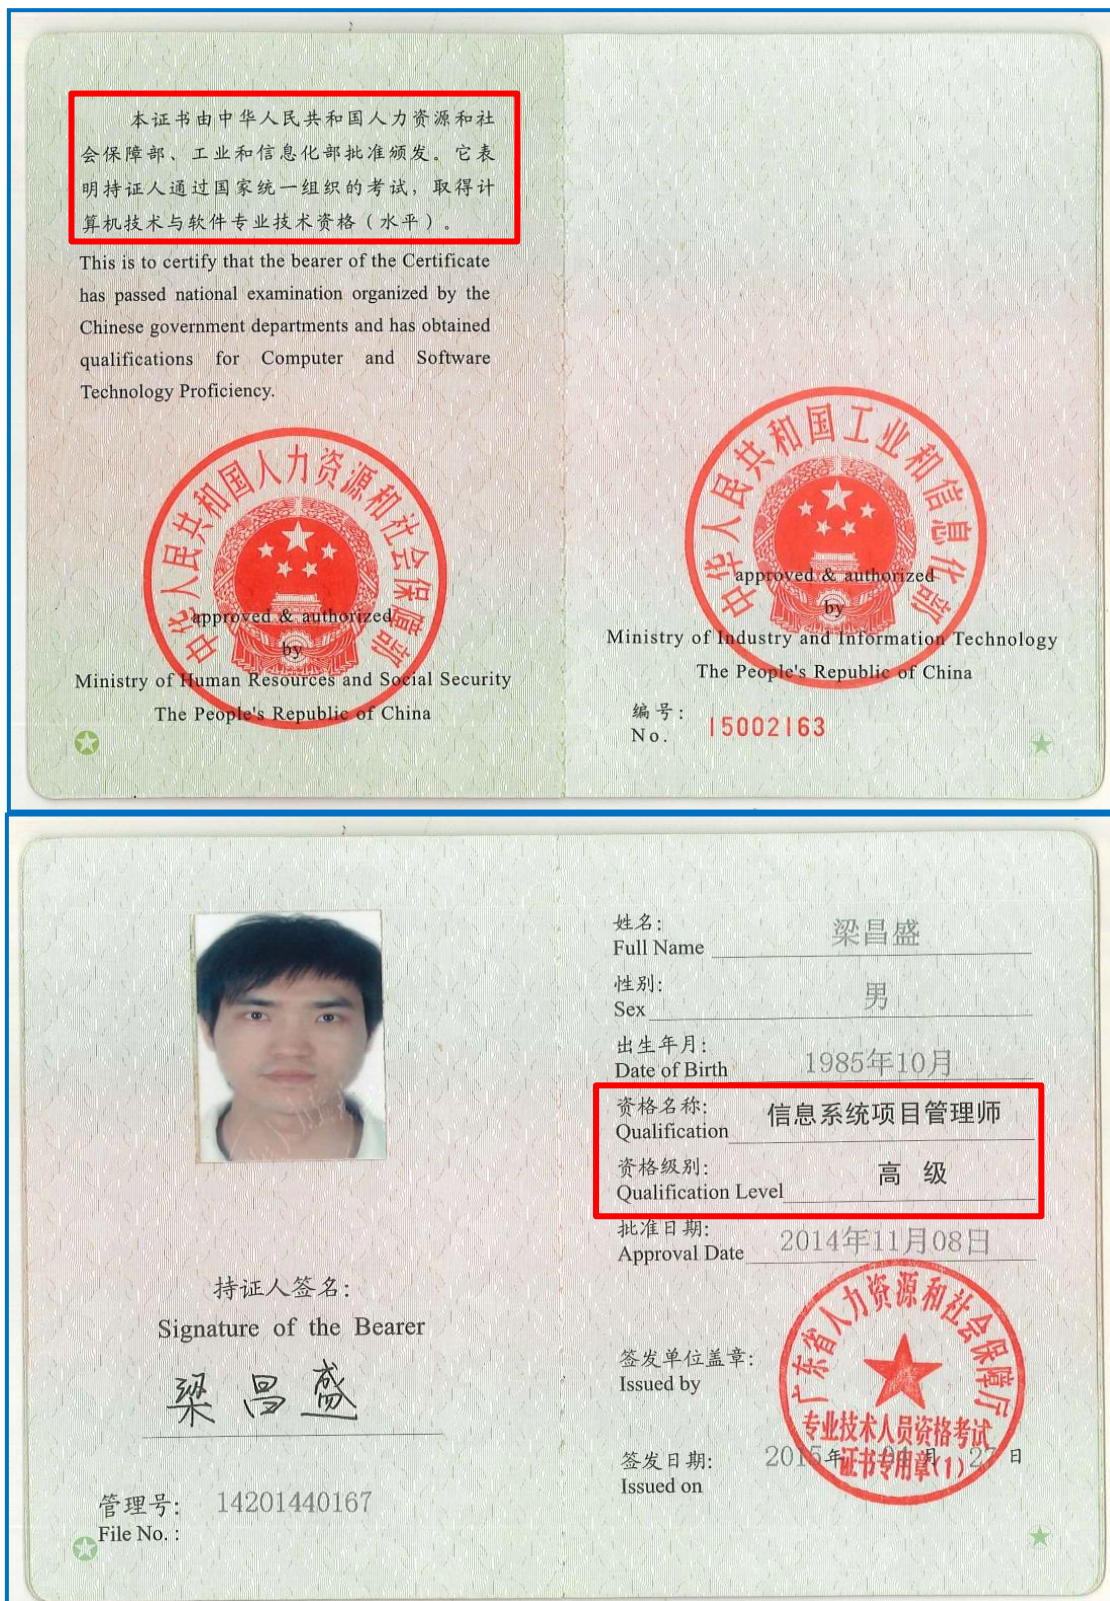 本证书由中华人民共和国人力资源和社
会保障部、工业和信息化部批准颁发。它表
明持证人通过国家统一组织的考试，取得计
算机技术与软件专业技术资格（水平）。
This is to certify that the bearer of the Certificate
has passed national examination organized by the
Chinese government departments and has obtained
qualifications for Computer and Software
Technology Proficiency.
中华人民共和国人力资源和社会保障部
approved & authorized
by
Ministry of Human Resources and Social Security
The People's Republic of China
中华人民共和国工业和信息化部
approved & authorized
by
Ministry of Industry and Information Technology
The People's Republic of China
编号:
No. 15002163
持证人签名:
Signature of the Bearer
梁昌盛
管理号: 14201440167
File No. :
姓名: 梁昌盛
Full Name
性别: 男
Sex
出生年月: 1985年10月
Date of Birth
资格名称: 信息系统项目管理师
Qualification
资格级别: 高 级
Qualification Level
批准日期: 2014年11月08日
Approval Date
签发单位盖章:
Issued by
广东省人力资源和社会保障厅
专业技术人员资格考试
证书专用章(1)
签发日期: 2015年 04 月 27 日
Issued on